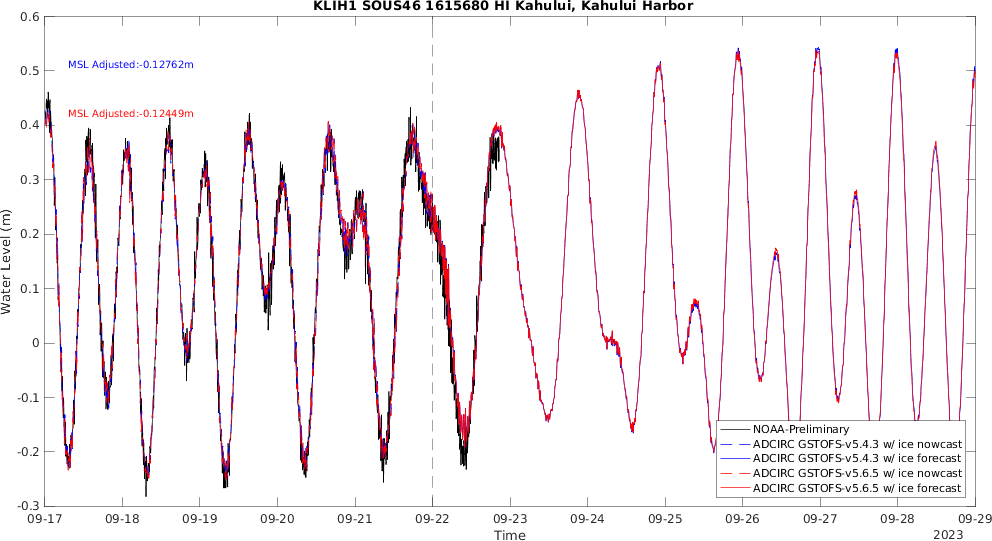 KLIH1 SOUS46 1615680 HI Kahului, Kahului Harbor
0.6
0.5
0.4
0.3
0.2
0.1
0
-0.1
-0.2
-0.3
Water Level (m)
MSL Adjusted:-0.12762m
MSL Adjusted:-0.12449m
NOAA-Preliminary
ADCIRC GSTOFS-v5.4.3 w/ ice nowcast
ADCIRC GSTOFS-v5.4.3 w/ ice forecast
ADCIRC GSTOFS-v5.6.5 w/ ice nowcast
ADCIRC GSTOFS-v5.6.5 w/ ice forecast
09-17 09-18 09-19 09-20 09-21 09-22 09-23 09-24 09-25 09-26 09-27 09-28 09-29
Time
2023